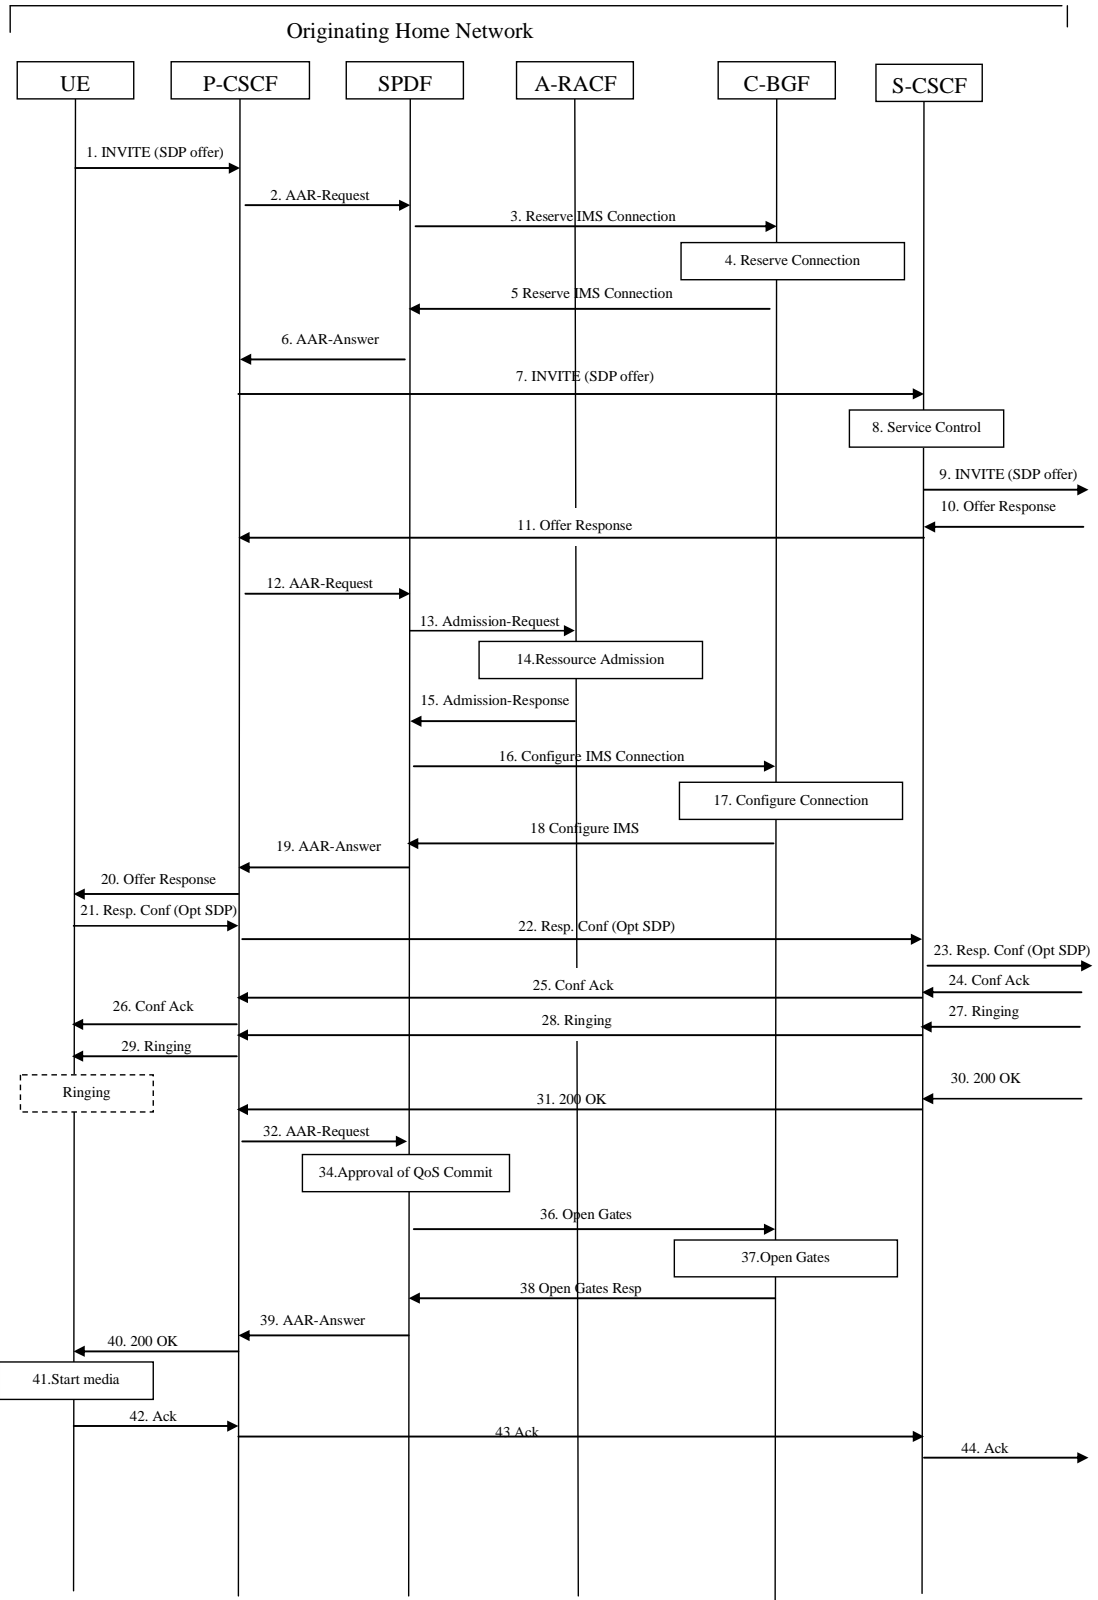 Originating Home Network
UE
P-CSCF
SPDF
A-RACF
C-BGF
S-CSCF
1. INVITE (SDP offer)
2. AAR-Request
3. Reserve IMS Connection
4. Reserve Connection
5 Reserve IMS Connection
6. AAR-Answer
7. INVITE (SDP offer)
8. Service Control
9. INVITE (SDP offer)
10. Offer Response
11. Offer Response
12. AAR-Request
13. Admission-Request
14.Ressource Admission
15. Admission-Response
16. Configure IMS Connection
17. Configure Connection
18 Configure IMS
19. AAR-Answer
20. Offer Response
21. Resp. Conf (Opt SDP)
22. Resp. Conf (Opt SDP)
23. Resp. Conf (Opt SDP)
24. Conf Ack
25. Conf Ack
26. Conf Ack
27. Ringing
28. Ringing
29. Ringing
Ringing
30. 200 OK
31. 200 OK
32. AAR-Request
34.Approval of QoS Commit
36. Open Gates
37.Open Gates
38 Open Gates Resp
39. AAR-Answer
40. 200 OK
41.Start media
42. Ack
43 Ack
44. Ack